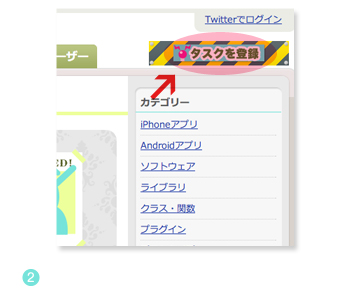 Twitterでログイン
ーザー
タスクを登録
カテゴリー
iPhoneアプリ
ED!
Androidアプリ
ソフトウェア
ライブラリ
クラス・関数
プラグイン
2